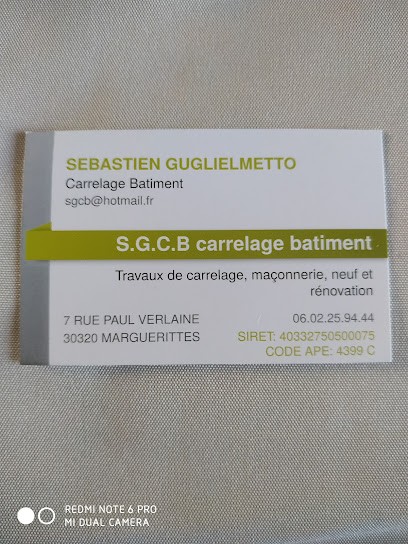 SEBASTIEN GUGLIELMETTO
Carrelage Batiment
sgcb@hotmail.fr
S.G.C.B carrelage batiment
Travaux de carrelage, maçonnerie, neuf et
rénovation
7 RUE PAUL VERLAINE
30320 MARGUERITTES
06.02.25.94.44
SIRET: 40332750500075
CODE APE: 4399 C
REDMI NOTE 6 PRO
MI DUAL CAMERA